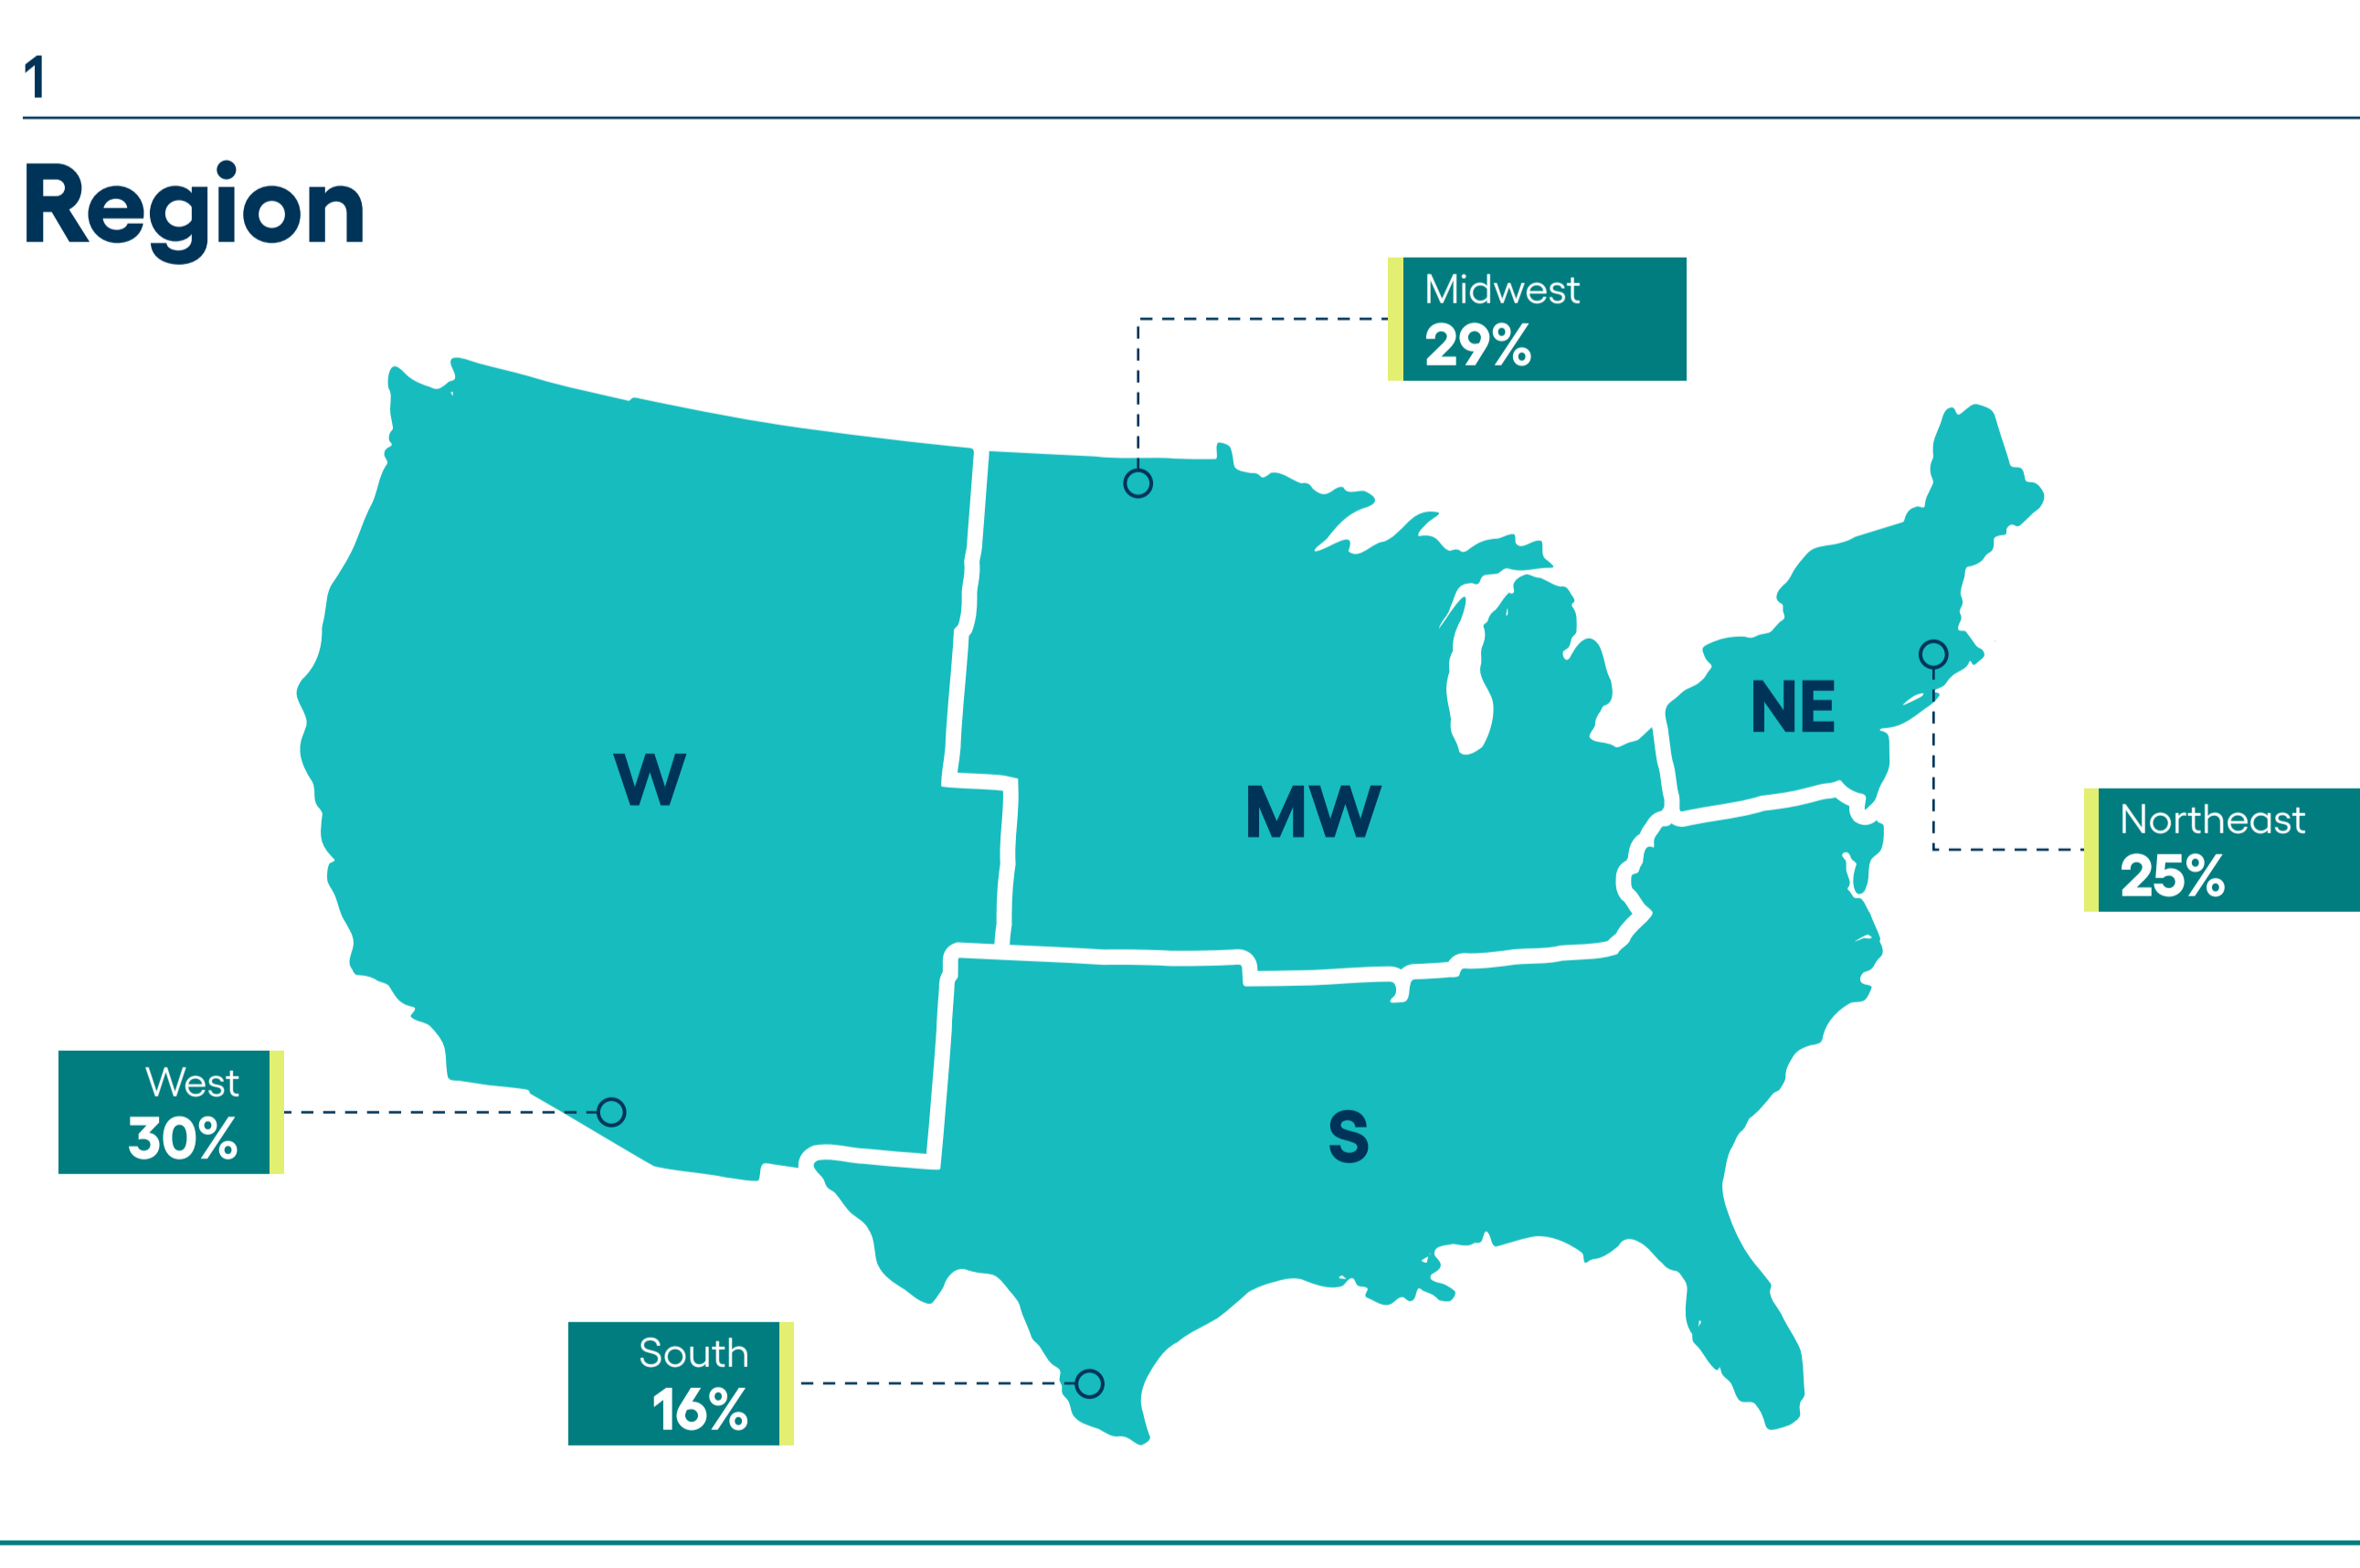 1
Region
Midwest
29%
W
MW
NE
Northeast
25%
West
30%
S
South
16%